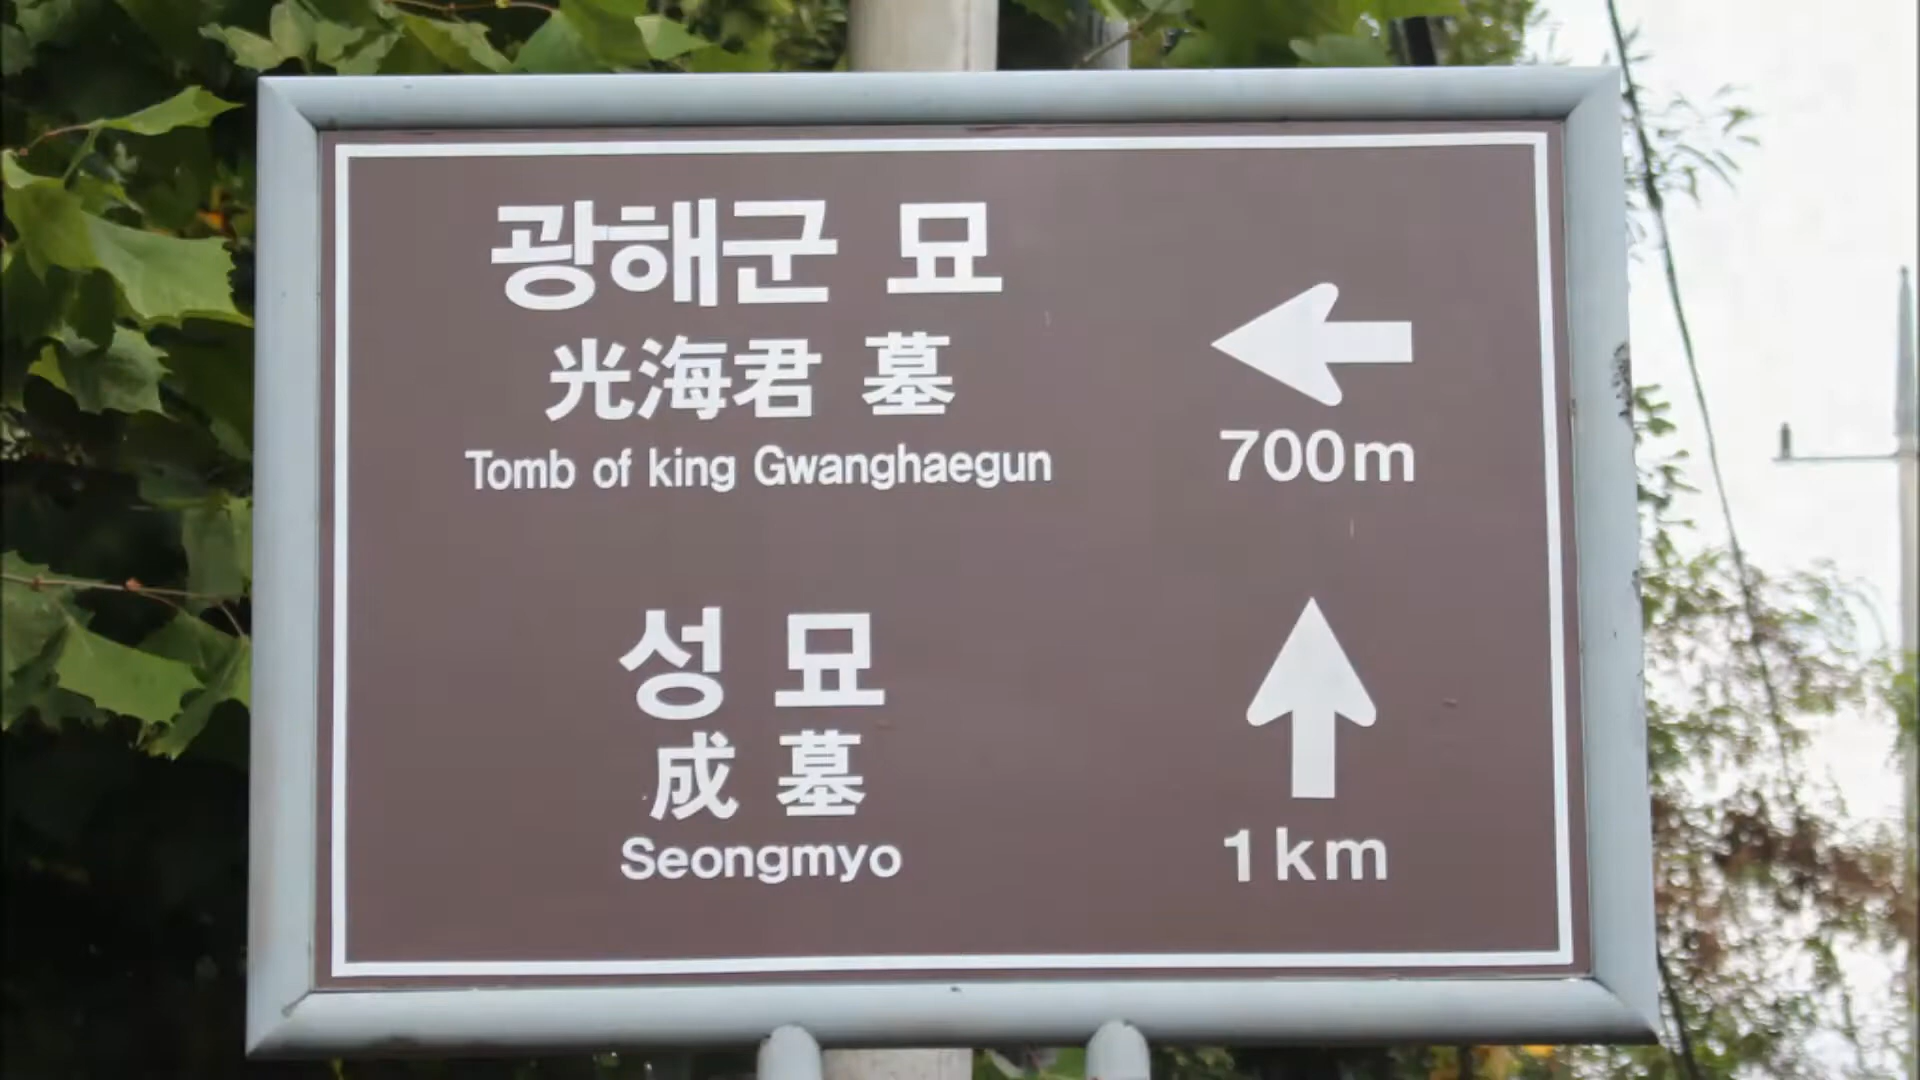 광해군 묘
光海君 墓
Tomb of king Gwanghaegun
700m
성 묘
成 墓
Seongmyo
1km